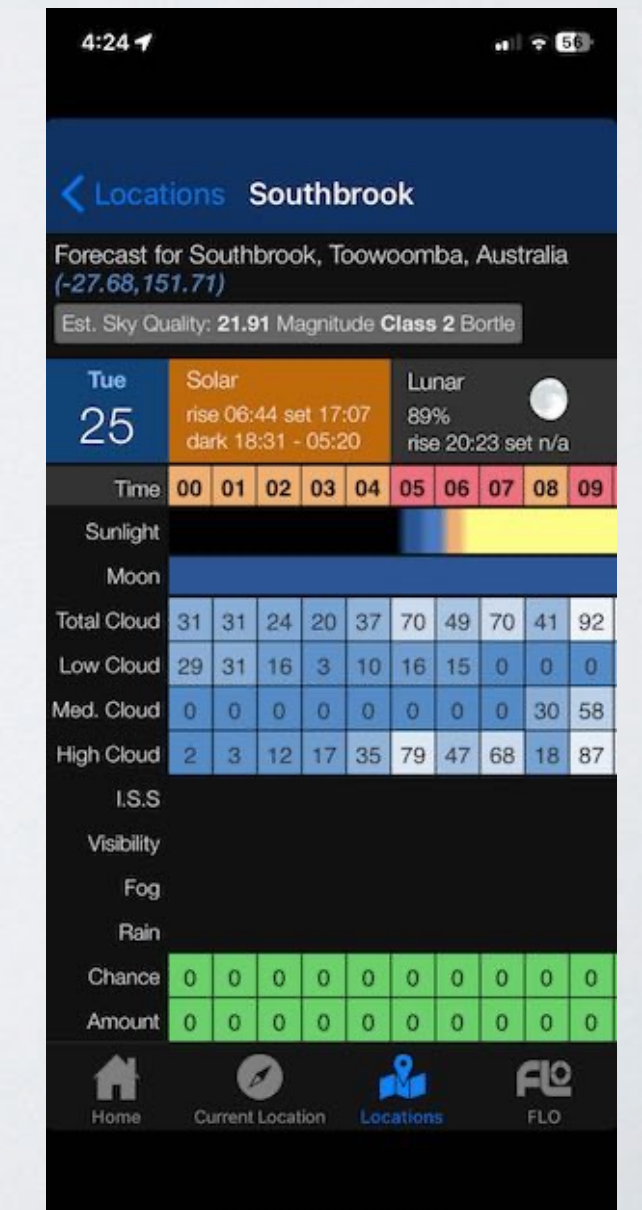 4:24 56
Locations Southbrook
Forecast for Southbrook, Toowoomba, Australia
(-27.68,151.71)
Est. Sky Quality: 21.91 Magnitude Class 2 Bortle
Tue
25
Solar
rise 06:44 set 17:07
dark 18:31 - 05:20
Lunar
89%
rise 20:23 set n/a
Time 00 01 02 03 04 05 06 07 08 09
Sunlight
Moon
Total Cloud 31 31 24 20 37 70 49 70 41 92
Low Cloud 29 31 16 3 10 16 15 0 0 0
Med. Cloud 0 0 0 0 0 0 0 0 30 58
High Cloud 2 3 12 17 35 79 47 68 18 87
I.S.S
Visibility
Fog
Rain
Chance 0 0 0 0 0 0 0 0 0 0
Amount 0 0 0 0 0 0 0 0 0 0
FLO
Home Current Location Locations FLO